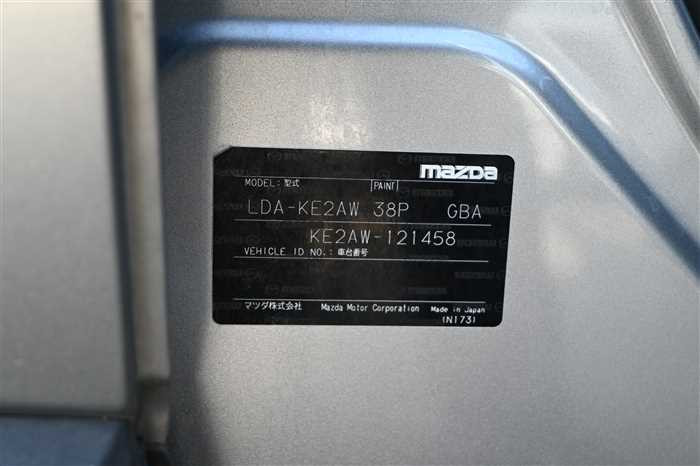 mazda
MODEL:型式 PAINT
LDA-KE2AW 38P GBA
KE2AW-121458
VEHICLE ID NO.:車台番号
マツダ株式会社 Mazda Motor Corporation Made in Japan
(N173)